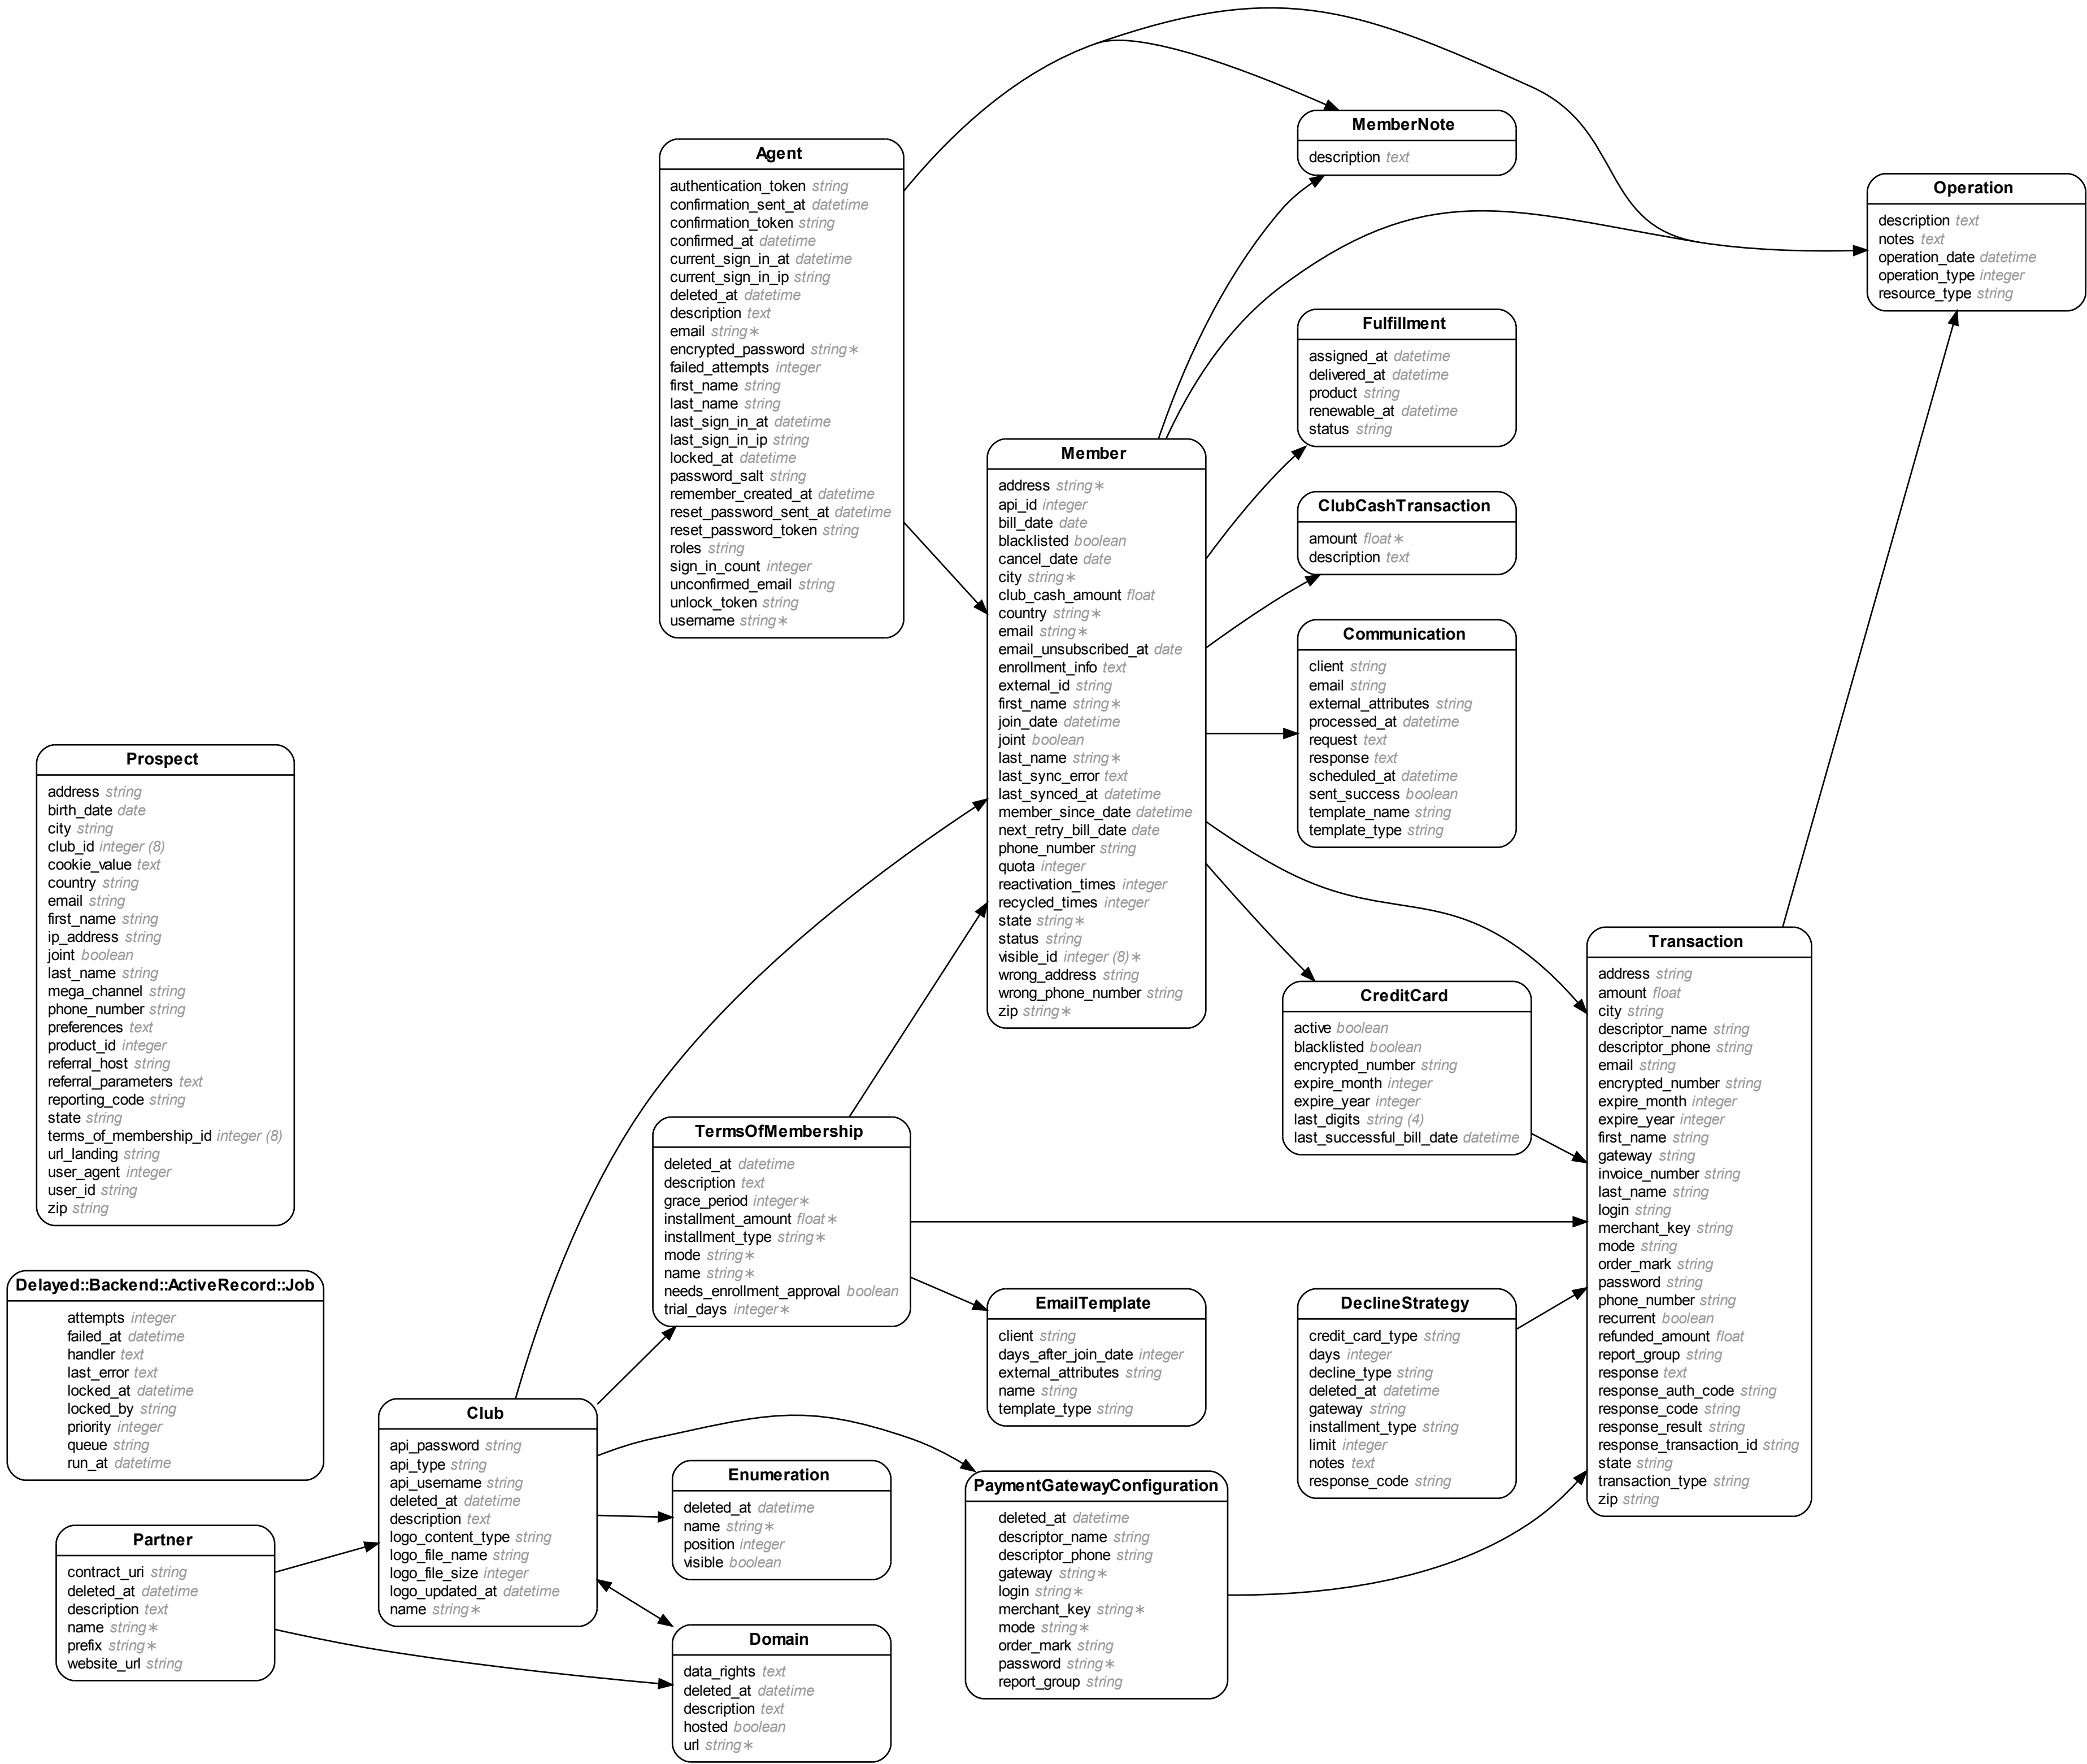 MemberNote
description text
Agent
authentication_token string
confirmation_sent_at datetime
confirmation_token string
confirmed_at datetime
current_sign_in_at datetime
current_sign_in_ip string
deleted_at datetime
description text
email string*
encrypted_password string*
failed_attempts integer
first_name string
last_name string
last_sign_in_at datetime
last_sign_in_ip string
locked_at datetime
password_salt string
remember_created_at datetime
reset_password_sent_at datetime
reset_password_token string
roles string
sign_in_count integer
unconfirmed_email string
unlock_token string
username string*
Operation
description text
notes text
operation_date datetime
operation_type integer
resource_type string
Fulfillment
assigned_at datetime
delivered_at datetime
product string
renewable_at datetime
status string
Member
address string*
api_id integer
bill_date date
blacklisted boolean
cancel_date date
city string*
club_cash_amount float
country string*
email string*
email_unsubscribed_at date
enrollment_info text
external_id string
first_name string*
join_date datetime
joint boolean
last_name string*
last_sync_error text
last_synced_at datetime
member_since_date datetime
next_retry_bill_date date
phone_number string
quota integer
reactivation_times integer
recycled_times integer
state string*
status string
visible_id integer (8)*
wrong_address string
wrong_phone_number string
zip string*
ClubCashTransaction
amount float*
description text
Communication
client string
email string
external_attributes string
processed_at datetime
request text
response text
scheduled_at datetime
sent_success boolean
template_name string
template_type string
Prospect
address string
birth_date date
city string
club_id integer (8)
cookie_value text
country string
email string
first_name string
ip_address string
joint boolean
last_name string
mega_channel string
phone_number string
preferences text
product_id integer
referral_host string
referral_parameters text
reporting_code string
state string
terms_of_membership_id integer (8)
url_landing string
user_agent integer
user_id string
zip string
Transaction
address string
amount float
city string
descriptor_name string
descriptor_phone string
email string
encrypted_number string
expire_month integer
expire_year integer
first_name string
gateway string
invoice_number string
last_name string
login string
merchant_key string
mode string
order_mark string
password string
phone_number string
recurrent boolean
refunded_amount float
report_group string
response text
response_auth_code string
response_code string
response_result string
response_transaction_id string
state string
transaction_type string
zip string
CreditCard
active boolean
blacklisted boolean
encrypted_number string
expire_month integer
expire_year integer
last_digits string (4)
last_successful_bill_date datetime
TermsOfMembership
deleted_at datetime
description text
grace_period integer*
installment_amount float*
installment_type string*
mode string*
name string*
needs_enrollment_approval boolean
trial_days integer*
Delayed::Backend::ActiveRecord::Job
attempts integer
failed_at datetime
handler text
last_error text
locked_at datetime
locked_by string
priority integer
queue string
run_at datetime
EmailTemplate
client string
days_after_join_date integer
external_attributes string
name string
template_type string
DeclineStrategy
credit_card_type string
days integer
decline_type string
deleted_at datetime
gateway string
installment_type string
limit integer
notes text
response_code string
Club
api_password string
api_type string
api_username string
deleted_at datetime
description text
logo_content_type string
logo_file_name string
logo_file_size integer
logo_updated_at datetime
name string*
Enumeration
deleted_at datetime
name string*
position integer
visible boolean
PaymentGatewayConfiguration
deleted_at datetime
descriptor_name string
descriptor_phone string
gateway string*
login string*
merchant_key string*
mode string*
order_mark string
password string*
report_group string
Partner
contract_uri string
deleted_at datetime
description text
name string*
prefix string*
website_url string
Domain
data_rights text
deleted_at datetime
description text
hosted boolean
url string*